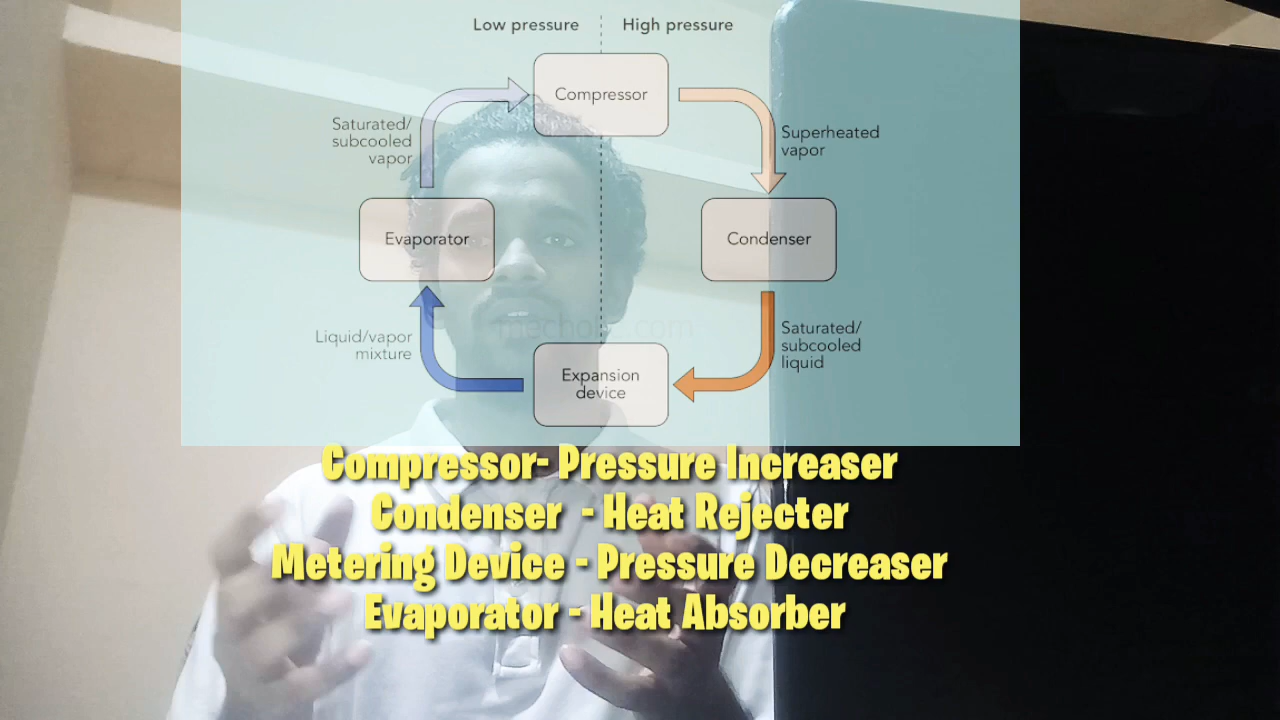 Low pressure
High pressure
Compressor
Saturated/
subcooled
vapor
Superheated
vapor
Evaporator
Condenser
Liquid/vapor
mixture
Saturated/
subcooled
liquid
Expansion
device
Compressor- Pressure Increaser
Condenser - Heat Rejecter
Metering Device - Pressure Decreaser
Evaporator - Heat Absorber